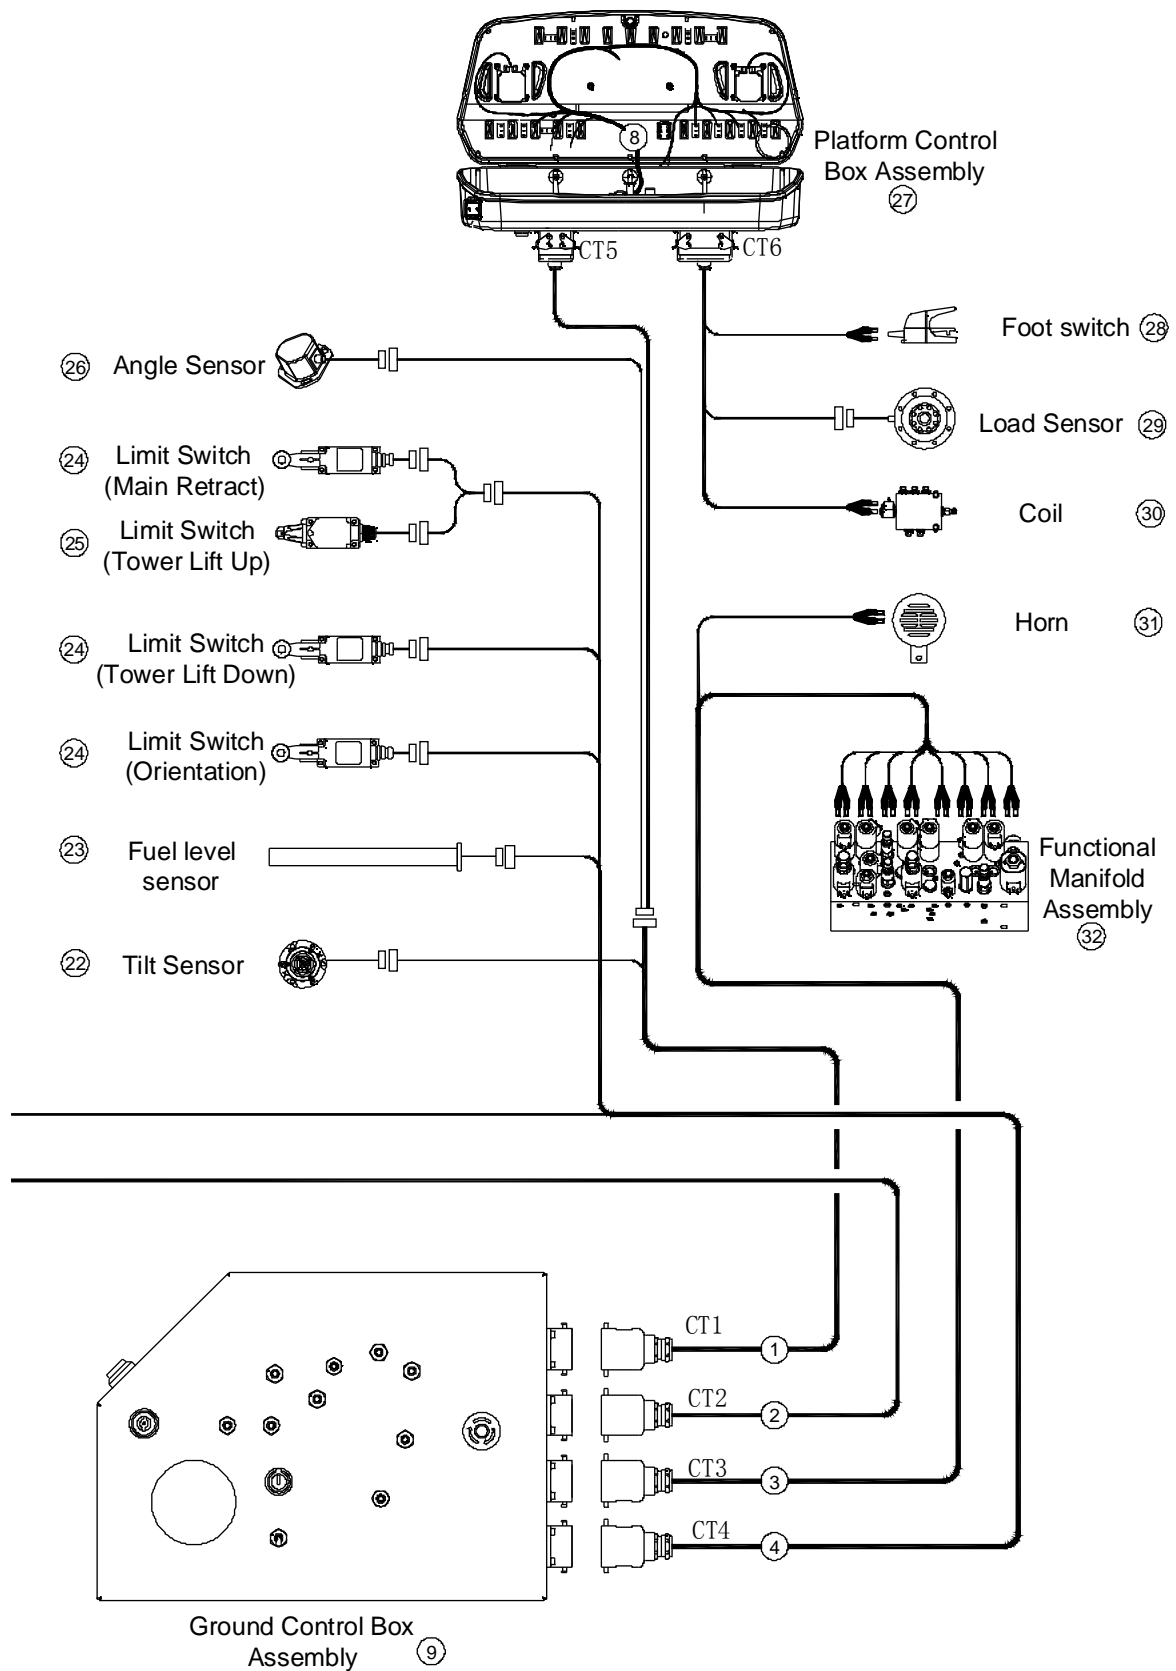 8
Platform Control
Box Assembly
27
CT5
CT6
Foot switch 28
26 Angle Sensor
Load Sensor 29
24 Limit Switch
(Main Retract)
Coil 30
25 Limit Switch
(Tower Lift Up)
Horn 31
24 Limit Switch
(Tower Lift Down)
24 Limit Switch
(Orientation)
23 Fuel level
sensor
Functional
Manifold
Assembly
32
22 Tilt Sensor
CT1
1
CT2
2
CT3
3
CT4
4
Ground Control Box
Assembly 9